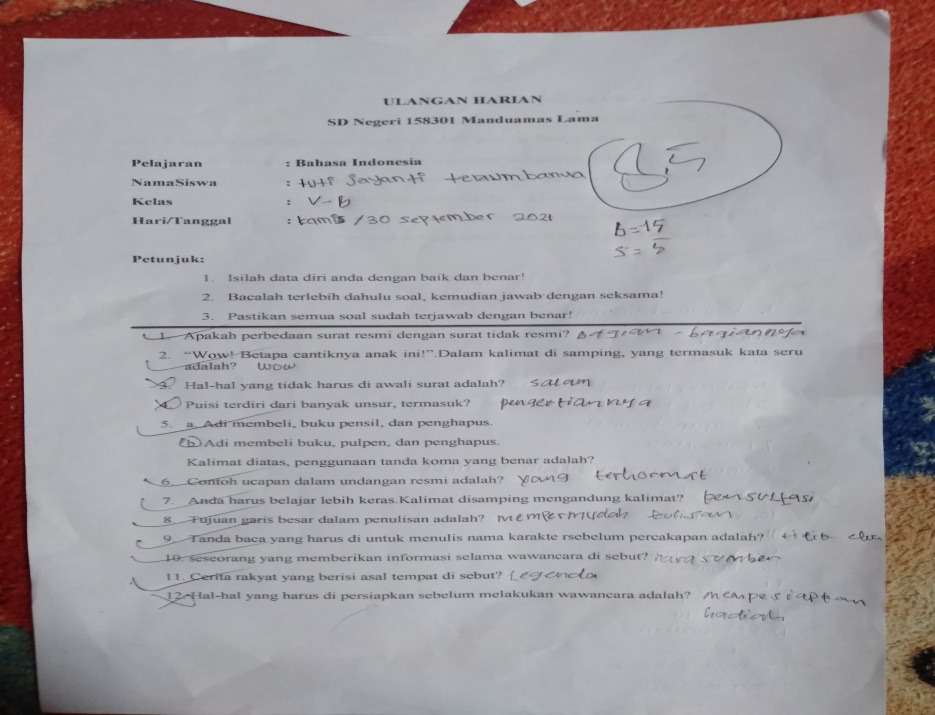 ULANGAN HARIAN
SD Negeri 158301 Manduamas Lama
Pelajaran : Bahasa Indonesia
NamaSiswa : tuti Sayanti
Kelas : V-B
Hari/Tanggal : kamis /30 september 2021
8,5
B=15
S=5
Petunjuk:
1. Isilah data diri anda dengan baik dan benar!
2. Bacalah terlebih dahulu soal, kemudian jawab dengan seksama!
3. Pastikan semua soal sudah terjawab dengan benar!
1. Apakah perbedaan surat resmi dengan surat tidak resmi? Bagian - bagiannya
2. “Wow! Betapa cantiknya anak ini!”.Dalam kalimat di samping, yang termasuk kata seru
adalah? Wow
3. Hal-hal yang tidak harus di awali surat adalah? salam
4. Puisi terdiri dari banyak unsur, termasuk? pengertiannya
5. a. Adi membeli, buku pensil, dan penghapus.
b. Adi membeli buku, pulpen, dan penghapus.
Kalimat diatas, penggunaan tanda koma yang benar adalah?
6. Contoh ucapan dalam undangan resmi adalah? yang terhormat
7. Anda harus belajar lebih keras.Kalimat disamping mengandung kalimat?
8. Tujuan garis besar dalam penulisan adalah? mempermudah tulisan
9. Tanda baca yang harus di untuk menulis nama karakte rsebelum percakapan adalah? titik dua
10. seseorang yang memberikan informasi selama wawancara di sebut? nara sumber
11. Cerita rakyat yang berisi asal tempat di sebut? Legenda
12. Hal-hal yang harus di persiapkan sebelum melakukan wawancara adalah? mempesiapkan
hadiah